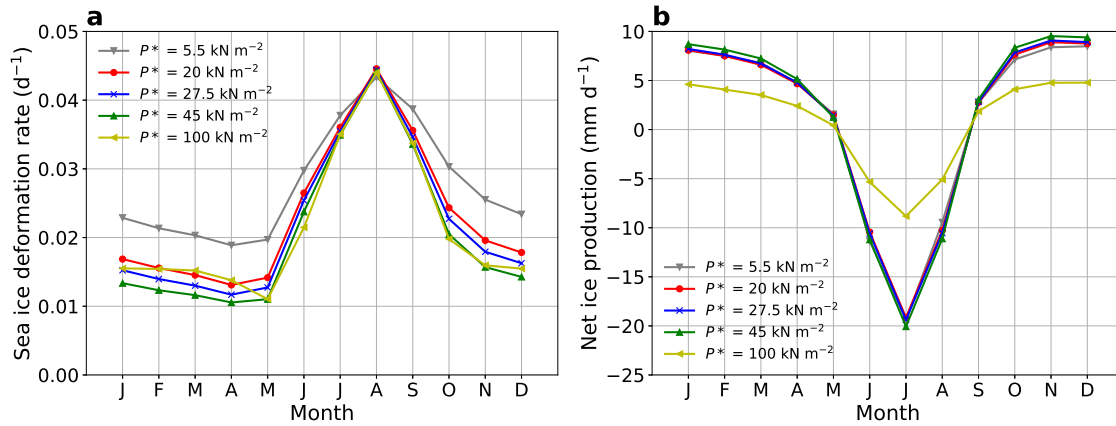 a
Sea ice deformation rate (d⁻¹)
0.05
0.04
0.03
0.02
0.01
0.00
P* = 5.5 kN m⁻²
P* = 20 kN m⁻²
P* = 27.5 kN m⁻²
P* = 45 kN m⁻²
P* = 100 kN m⁻²
J F M A M J J A S O N D
Month
b
Net ice production (mm d⁻¹)
10
5
0
−5
−10
−15
−20
−25
P* = 5.5 kN m⁻²
P* = 20 kN m⁻²
P* = 27.5 kN m⁻²
P* = 45 kN m⁻²
P* = 100 kN m⁻²
J F M A M J J A S O N D
Month